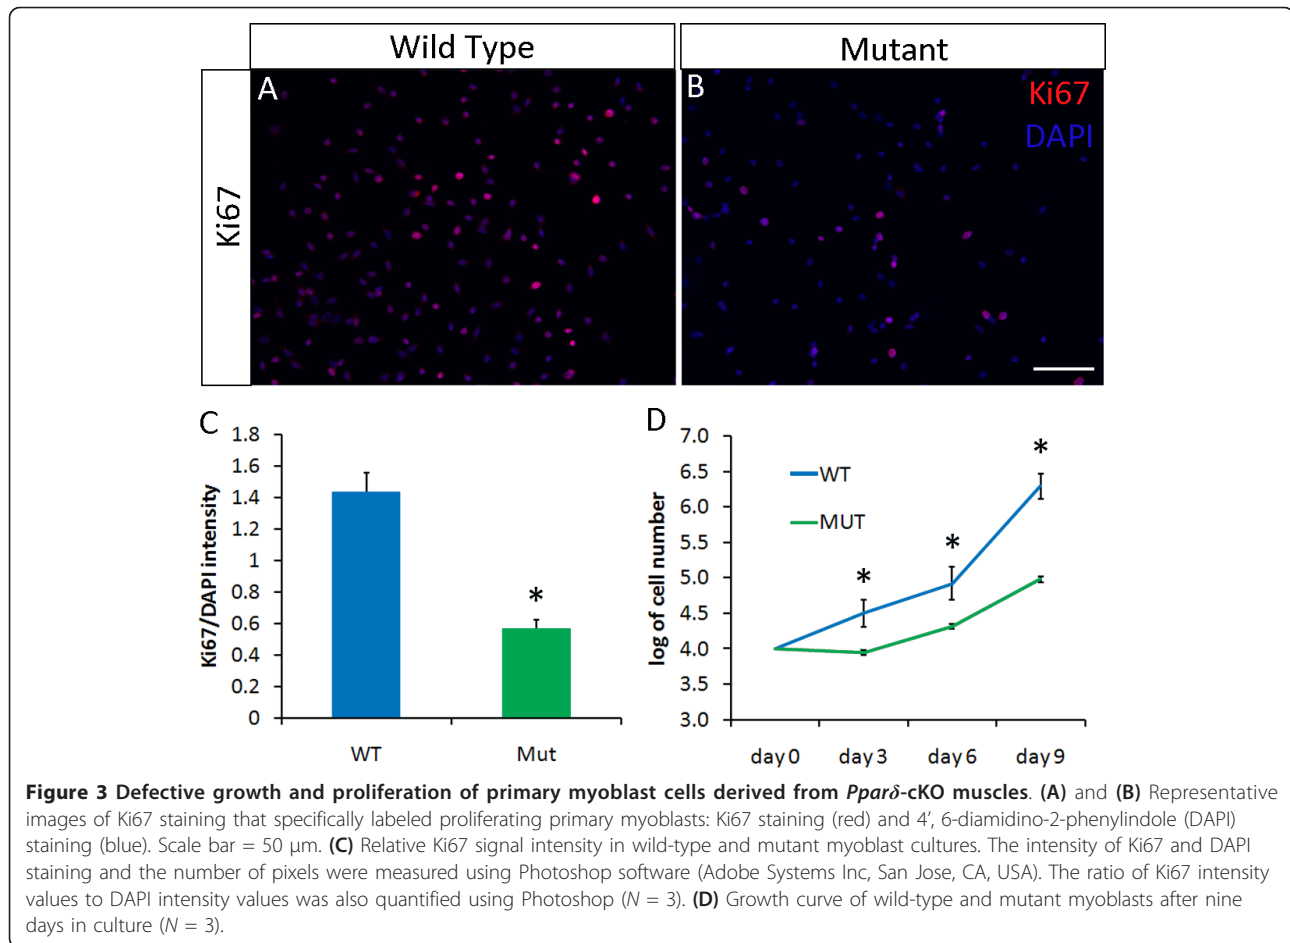 Wild Type
Mutant
Ki67
A
B
Ki67
DAPI
C
1.8
1.6
1.4
1.2
1
0.8
0.6
0.4
0.2
0
Ki67/DAPI intensity
*
WT
Mut
D
7.0
6.5
6.0
5.5
5.0
4.5
4.0
3.5
3.0
log of cell number
WT
MUT
*
*
*
day 0
day 3
day 6
day 9
Figure 3 Defective growth and proliferation of primary myoblast cells derived from Pparδ-cKO muscles. (A) and (B) Representative
images of Ki67 staining that specifically labeled proliferating primary myoblasts: Ki67 staining (red) and 4’, 6-diamidino-2-phenylindole (DAPI)
staining (blue). Scale bar = 50 μm. (C) Relative Ki67 signal intensity in wild-type and mutant myoblast cultures. The intensity of Ki67 and DAPI
staining and the number of pixels were measured using Photoshop software (Adobe Systems Inc, San Jose, CA, USA). The ratio of Ki67 intensity
values to DAPI intensity values was also quantified using Photoshop (N = 3). (D) Growth curve of wild-type and mutant myoblasts after nine
days in culture (N = 3).